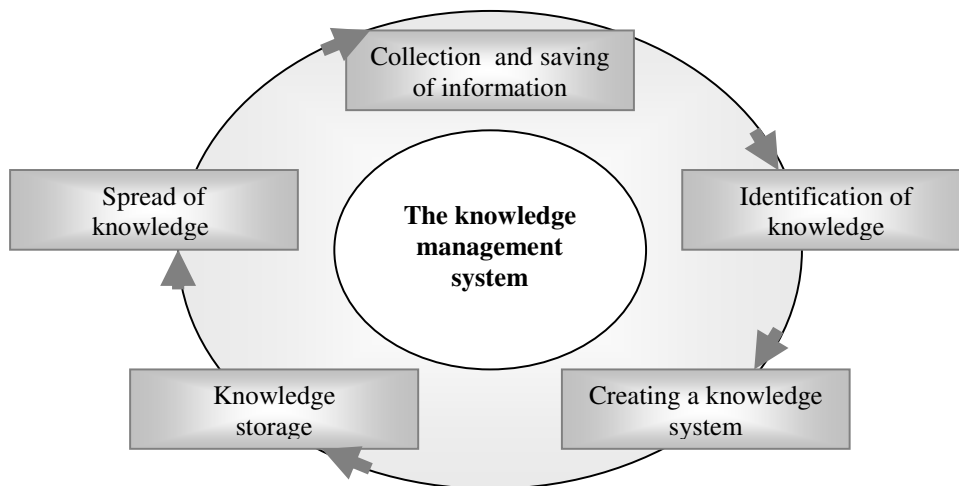 Collection and saving
of information
Identification of
knowledge
Creating a knowledge
system
Knowledge
storage
Spread of
knowledge
The knowledge
management
system